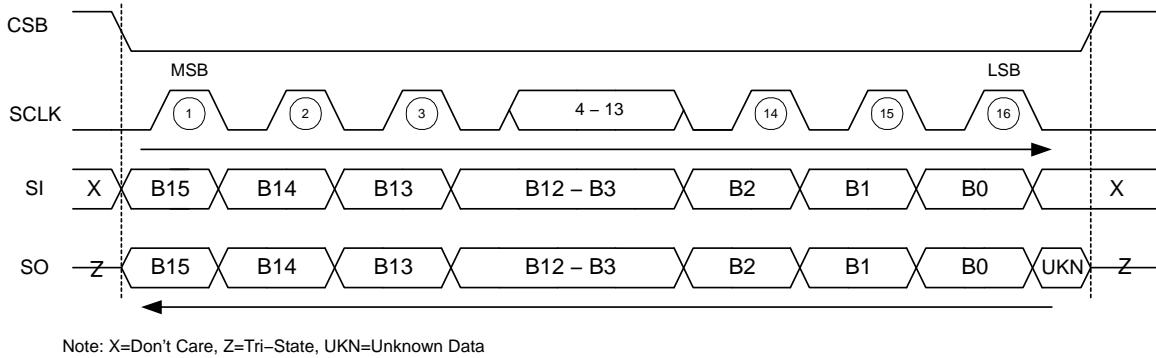 CSB
MSB LSB
SCLK 1 2 3 4 – 13 14 15 16
SI X B15 B14 B13 B12 – B3 B2 B1 B0 X
SO Z B15 B14 B13 B12 – B3 B2 B1 B0 UKN Z
Note: X=Don't Care, Z=Tri–State, UKN=Unknown Data